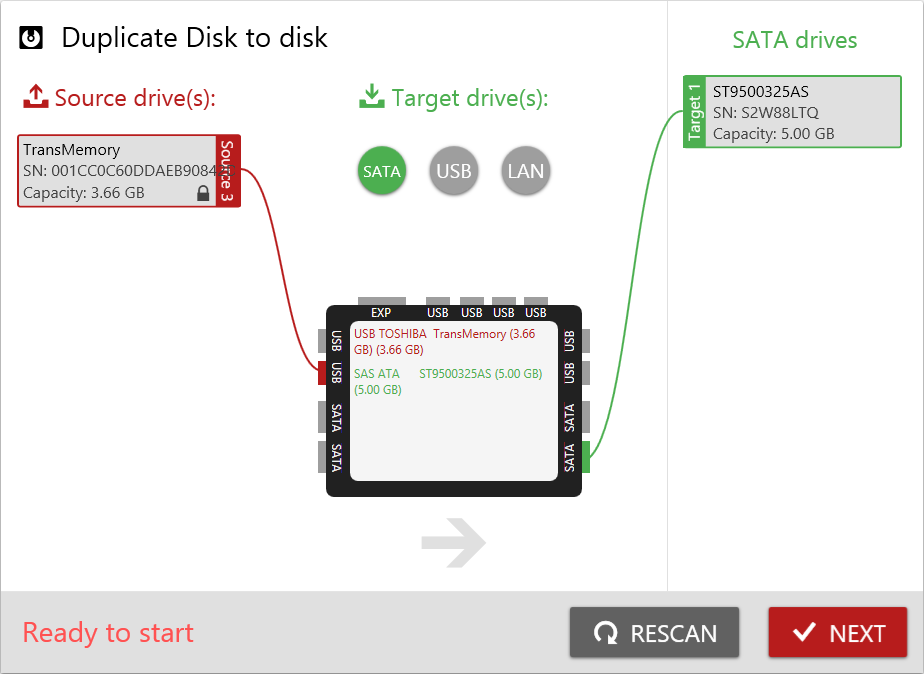 Duplicate Disk to disk
Source drive(s):
TransMemory
SN: 001CC0C60DDAEB9084
Capacity: 3.66 GB
Source 3
Target drive(s):
SATA
USB
LAN
EXP
USB
USB
USB
USB
USB
USB
SATA
SATA
USB TOSHIBA TransMemory (3.66
GB) (3.66 GB)
SAS ATA ST9500325AS (5.00 GB)
(5.00 GB)
USB
USB
SATA
SATA
SATA drives
Target 1
ST9500325AS
SN: S2W88LTQ
Capacity: 5.00 GB
Ready to start
RESCAN
NEXT